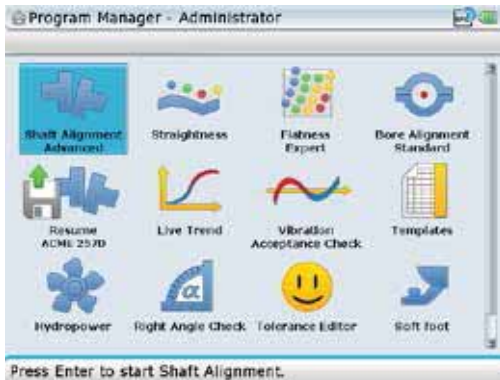 Program Manager - Administrator
Shaft Alignment
Advanced
Straightness
Flatness
Expert
Bore Alignment
Standard
Resume
ACME 257D
Live Trend
Vibration
Acceptance Check
Templates
Hydropower
Right Angle Check
α
Tolerance Editor
Soft foot
Press Enter to start Shaft Alignment.